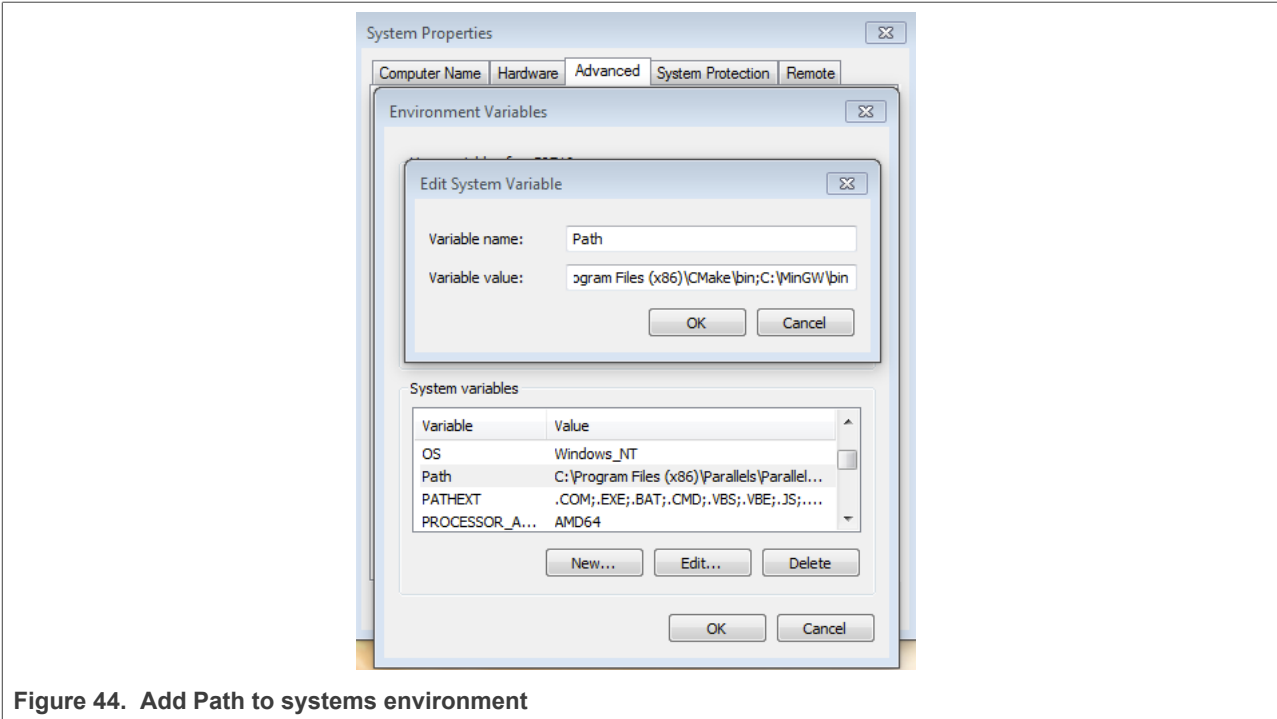 System Properties
Computer Name Hardware Advanced System Protection Remote
Environment Variables
Edit System Variable
Variable name: Path
Variable value: ogram Files (x86)\CMake\bin;C:\MinGW\bin
OK Cancel
System variables
Variable Value
OS Windows_NT
Path C:\Program Files (x86)\Parallels\Parallel...
PATHEXT .COM;.EXE;.BAT;.CMD;.VBS;.VBE;.JS;....
PROCESSOR_A... AMD64
New... Edit... Delete
OK Cancel
Figure 44. Add Path to systems environment